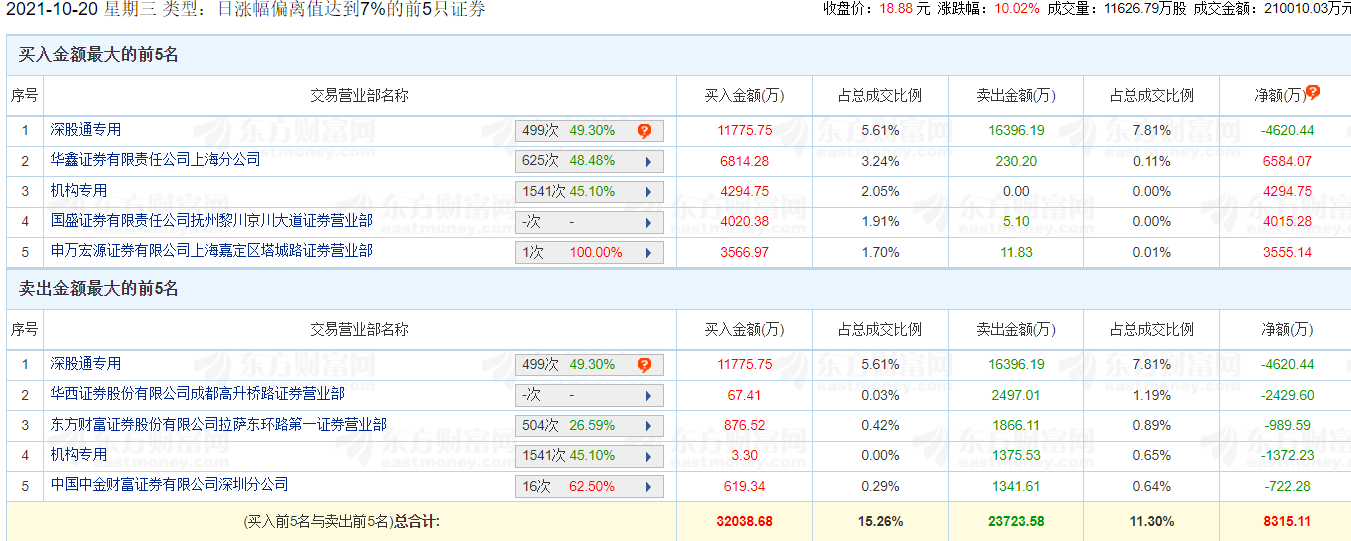 2021-10-20 星期三 类型：日涨幅偏离值达到7%的前5只证券 收盘价：18.88 元 涨跌幅：10.02% 成交量：11626.79万股 成交金额：210010.03万元
买入金额最大的前5名
序号 交易营业部名称 买入金额(万) 占总成交比例 卖出金额(万) 占总成交比例 净额(万)
1 深股通专用 499次 49.30% 11775.75 5.61% 16396.19 7.81% -4620.44
2 华鑫证券有限责任公司上海分公司 625次 48.48% 6814.28 3.24% 230.20 0.11% 6584.07
3 机构专用 1541次 45.10% 4294.75 2.05% 0.00 0.00% 4294.75
4 国盛证券有限责任公司抚州黎川京川大道证券营业部 -次 - 4020.38 1.91% 5.10 0.00% 4015.28
5 申万宏源证券有限公司上海嘉定区塔城路证券营业部 1次 100.00% 3566.97 1.70% 11.83 0.01% 3555.14
卖出金额最大的前5名
序号 交易营业部名称 买入金额(万) 占总成交比例 卖出金额(万) 占总成交比例 净额(万)
1 深股通专用 499次 49.30% 11775.75 5.61% 16396.19 7.81% -4620.44
2 华西证券股份有限公司成都高升桥路证券营业部 -次 - 67.41 0.03% 2497.01 1.19% -2429.60
3 东方财富证券股份有限公司拉萨东环路第一证券营业部 504次 26.59% 876.52 0.42% 1866.11 0.89% -989.59
4 机构专用 1541次 45.10% 3.30 0.00% 1375.53 0.65% -1372.23
5 中国中金财富证券有限公司深圳分公司 16次 62.50% 619.34 0.29% 1341.61 0.64% -722.28
(买入前5名与卖出前5名)总合计: 32038.68 15.26% 23723.58 11.30% 8315.11